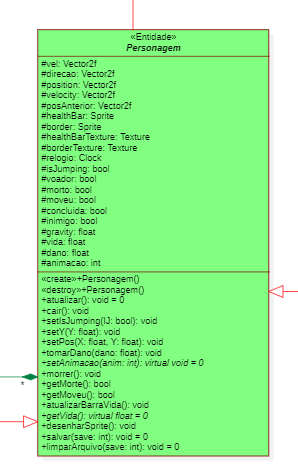 «Entidade»
Personagem
#vel: Vector2f
#direcao: Vector2f
#position: Vector2f
#velocity: Vector2f
#posAnterior: Vector2f
#healthBar: Sprite
#border: Sprite
#healthBarTexture: Texture
#borderTexture: Texture
#relogio: Clock
#isJumping: bool
#voador: bool
#morto: bool
#moveu: bool
#concluida: bool
#inimigo: bool
#gravity: float
#vida: float
#dano: float
#animacao: int
«create»+Personagem()
«destroy»+Personagem()
+atualizar(): void = 0
+cair(): void
+setIsJumping(IJ: bool): void
+setY(Y: float): void
+setPos(X: float, Y: float): void
+tomarDano(dano: float): void
+setAnimacao(anim: int): virtual void = 0
+morrer(): void
+getMorte(): bool
+getMoveu(): bool
+atualizarBarraVida(): void
+getVida(): virtual float = 0
+desenharSprite(): void
+salvar(save: int): void = 0
+limparArquivo(save: int): void = 0
*